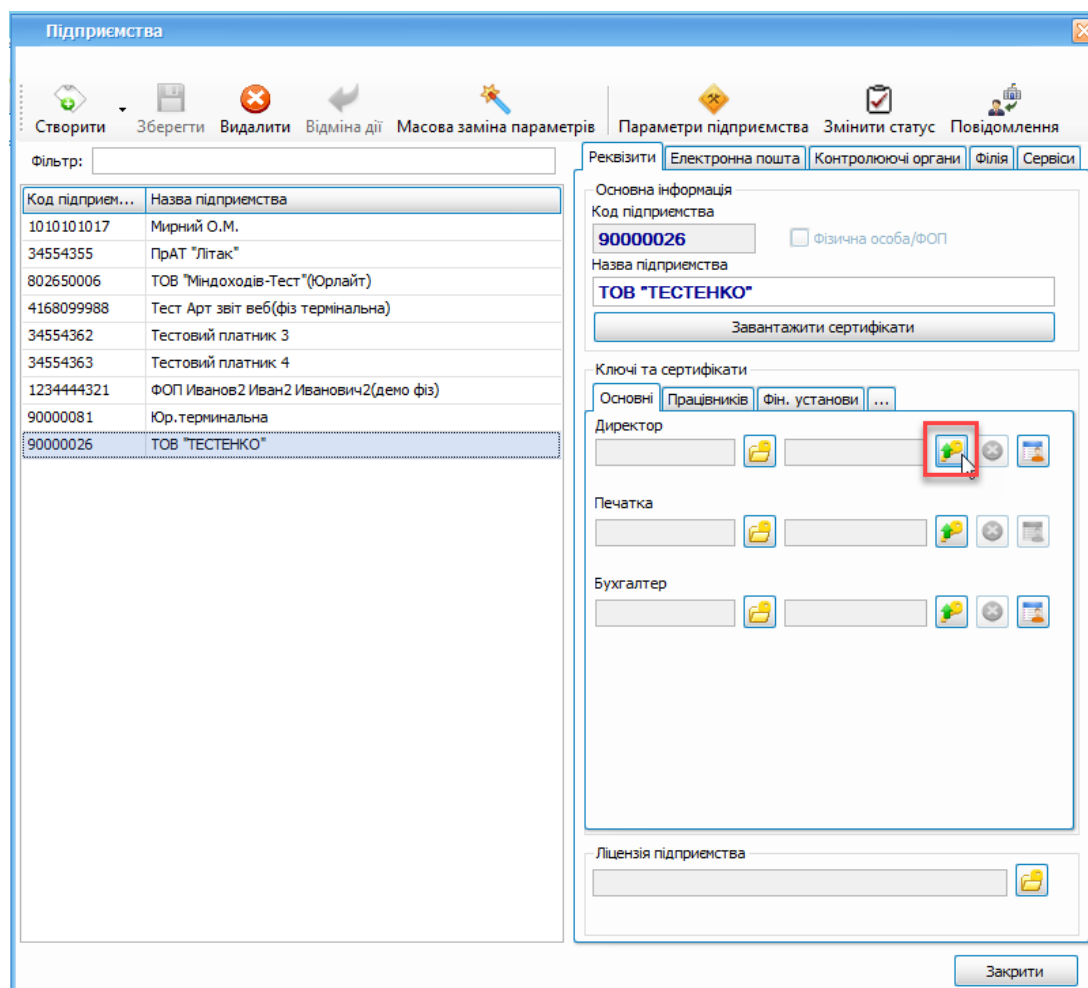 Підприємства
Створити Зберегти Видалити Відміна дії Масова заміна параметрів Параметри підприємства Змінити статус Повідомлення
Фільтр:
Код підприєм... Назва підприємства
1010101017 Мирний О.М.
34554355 ПрАТ "Літак"
802650006 ТОВ "Міндоходів-Тест"(Юрлайт)
4168099988 Тест Арт звіт веб(фіз термінальна)
34554362 Тестовий платник 3
34554363 Тестовий платник 4
1234444321 ФОП Иванов2 Иван2 Иванович2(демо фіз)
90000081 Юр.терминальна
90000026 ТОВ "ТЕСТЕНКО"
Реквізити Електронна пошта Контролюючі органи Філія Сервіси
Основна інформація
Код підприємства
90000026 Фізична особа/ФОП
Назва підприємства
ТОВ "ТЕСТЕНКО"
Завантажити сертифікати
Ключі та сертифікати
Основні Працівників Фін. установи ...
Директор
Печатка
Бухгалтер
Ліцензія підприємства
Закрити